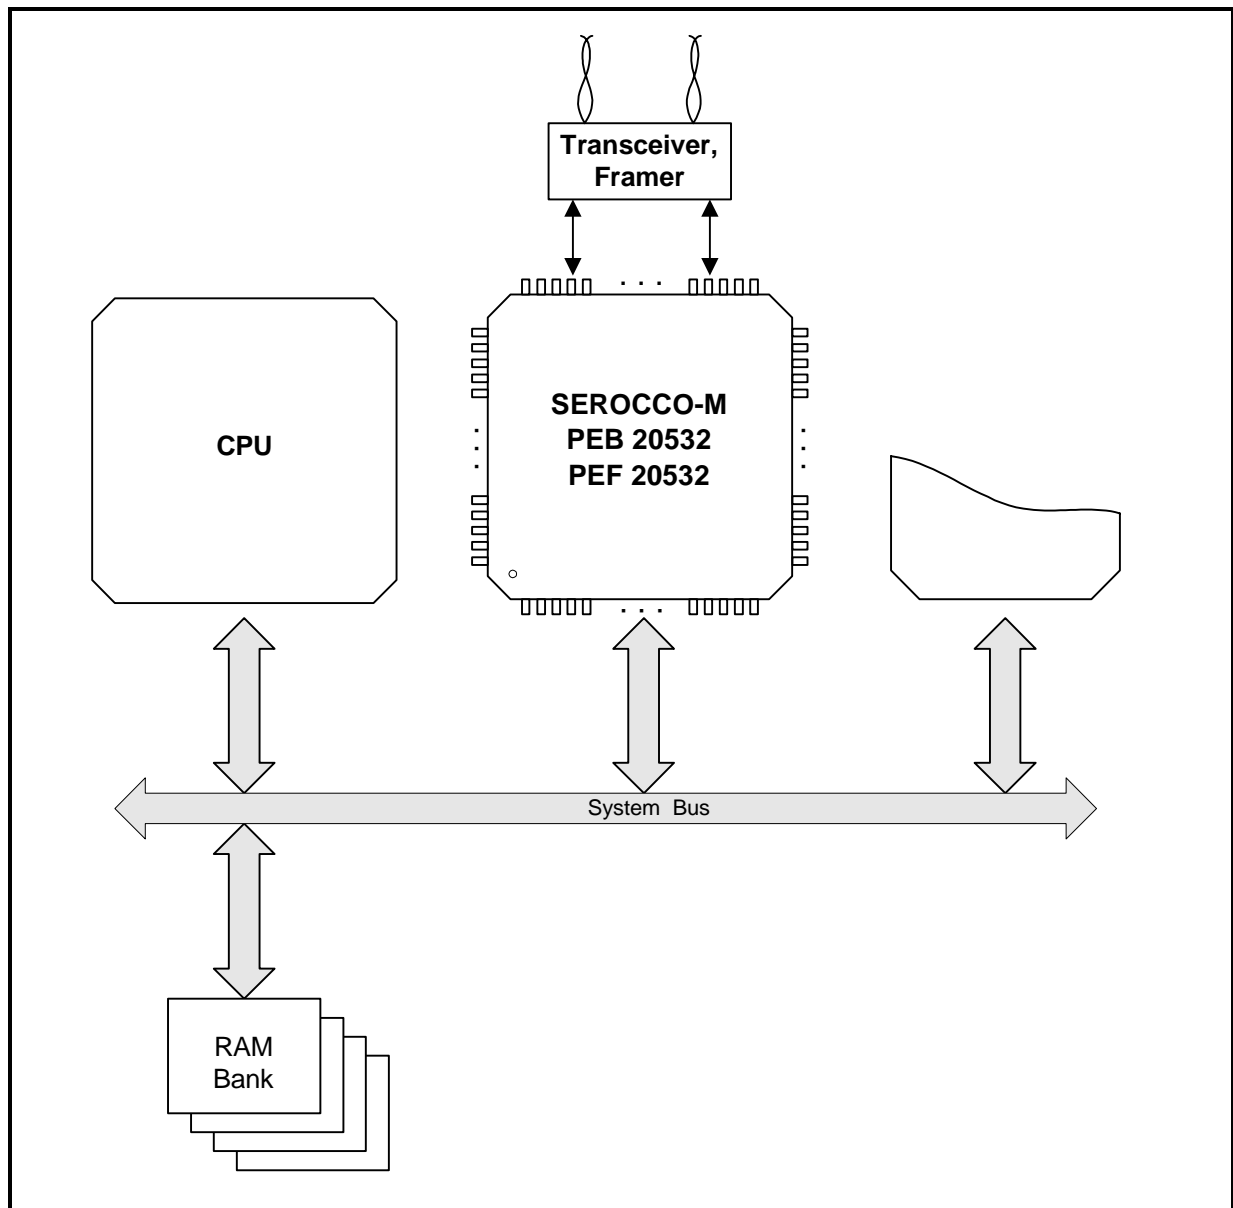 Transceiver,
Framer
CPU
SEROCCO-M
PEB 20532
PEF 20532
System Bus
RAM
Bank